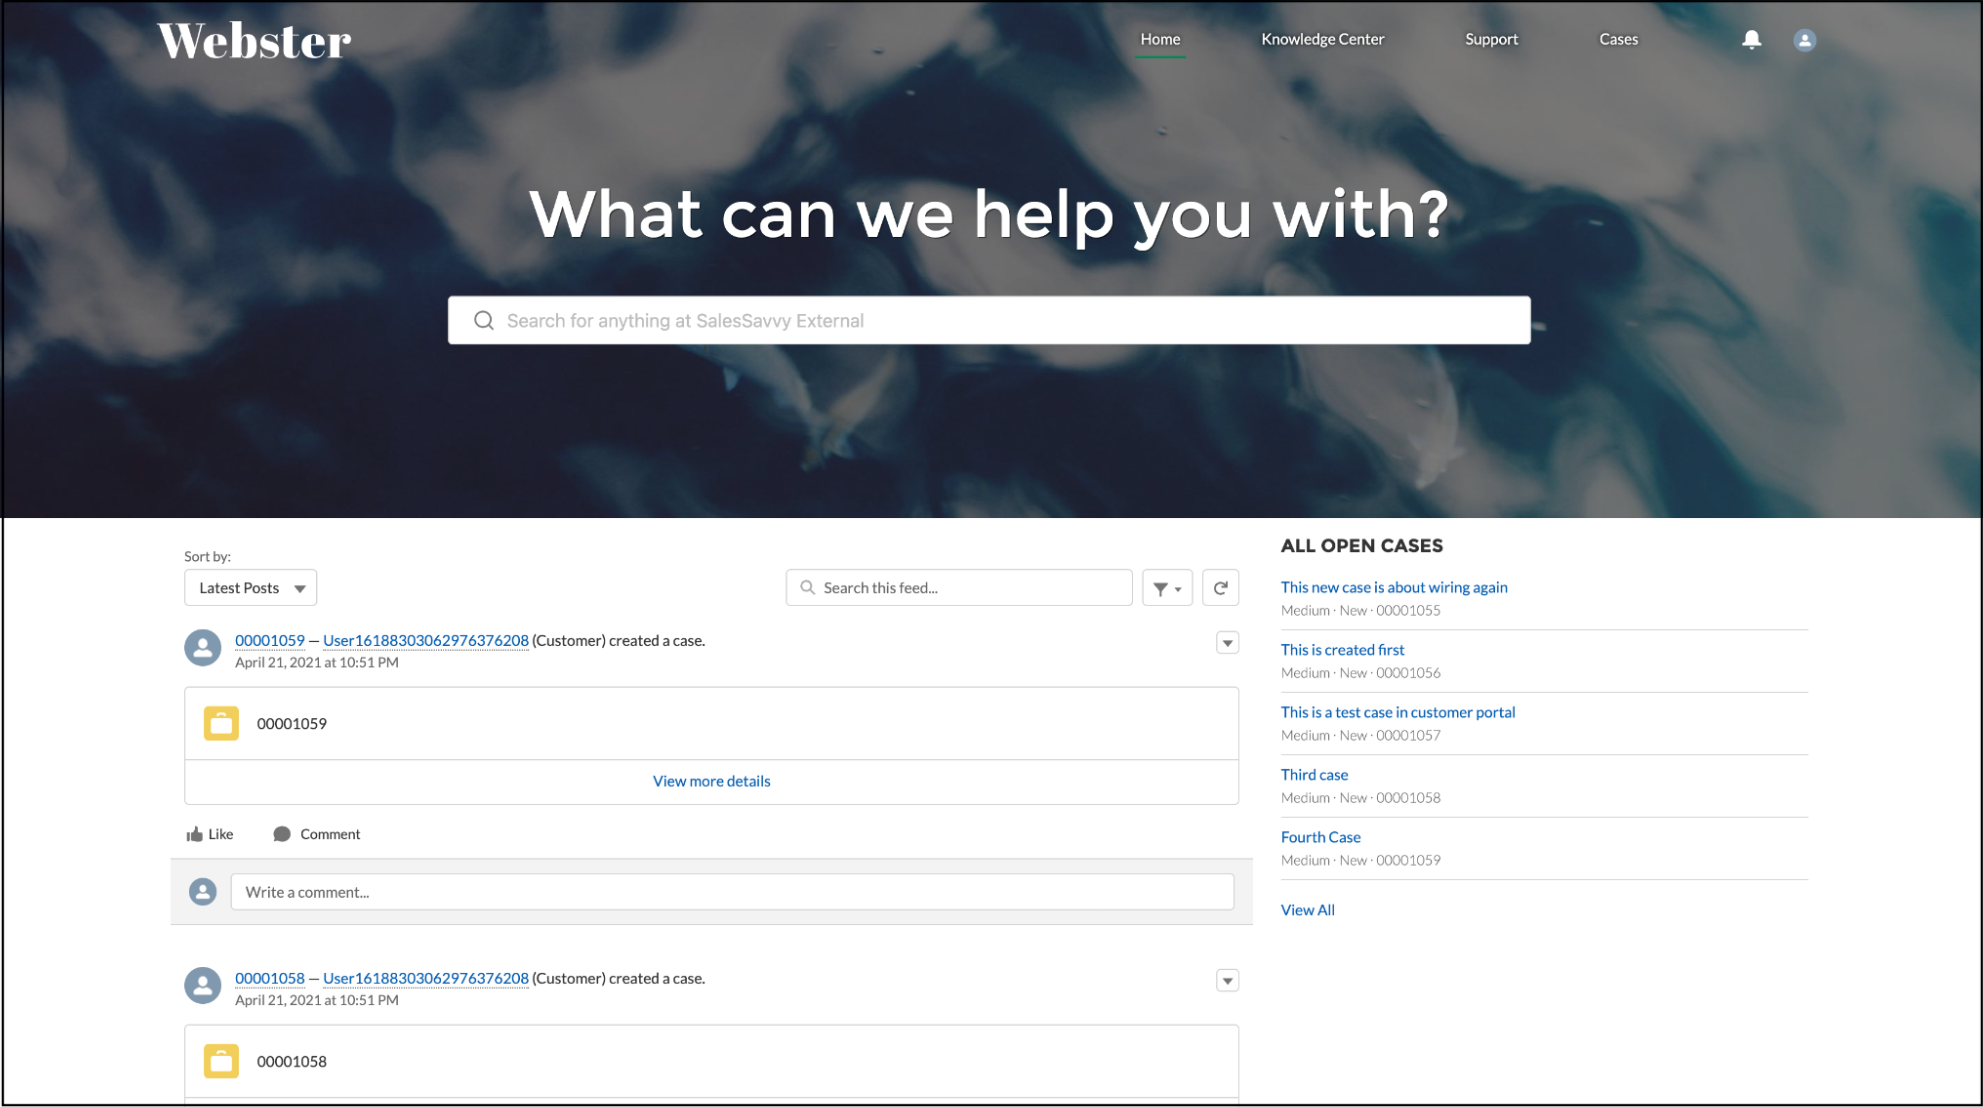 Webster
Home Knowledge Center Support Cases
What can we help you with?
Search for anything at SalesSavvy External
Sort by:
Latest Posts
Search this feed...
00001059 — User16188303062976376208 (Customer) created a case.
April 21, 2021 at 10:51 PM
00001059
View more details
Like Comment
Write a comment...
00001058 — User16188303062976376208 (Customer) created a case.
April 21, 2021 at 10:51 PM
00001058
ALL OPEN CASES
This new case is about wiring again
Medium · New · 00001055
This is created first
Medium · New · 00001056
This is a test case in customer portal
Medium · New · 00001057
Third case
Medium · New · 00001058
Fourth Case
Medium · New · 00001059
View All